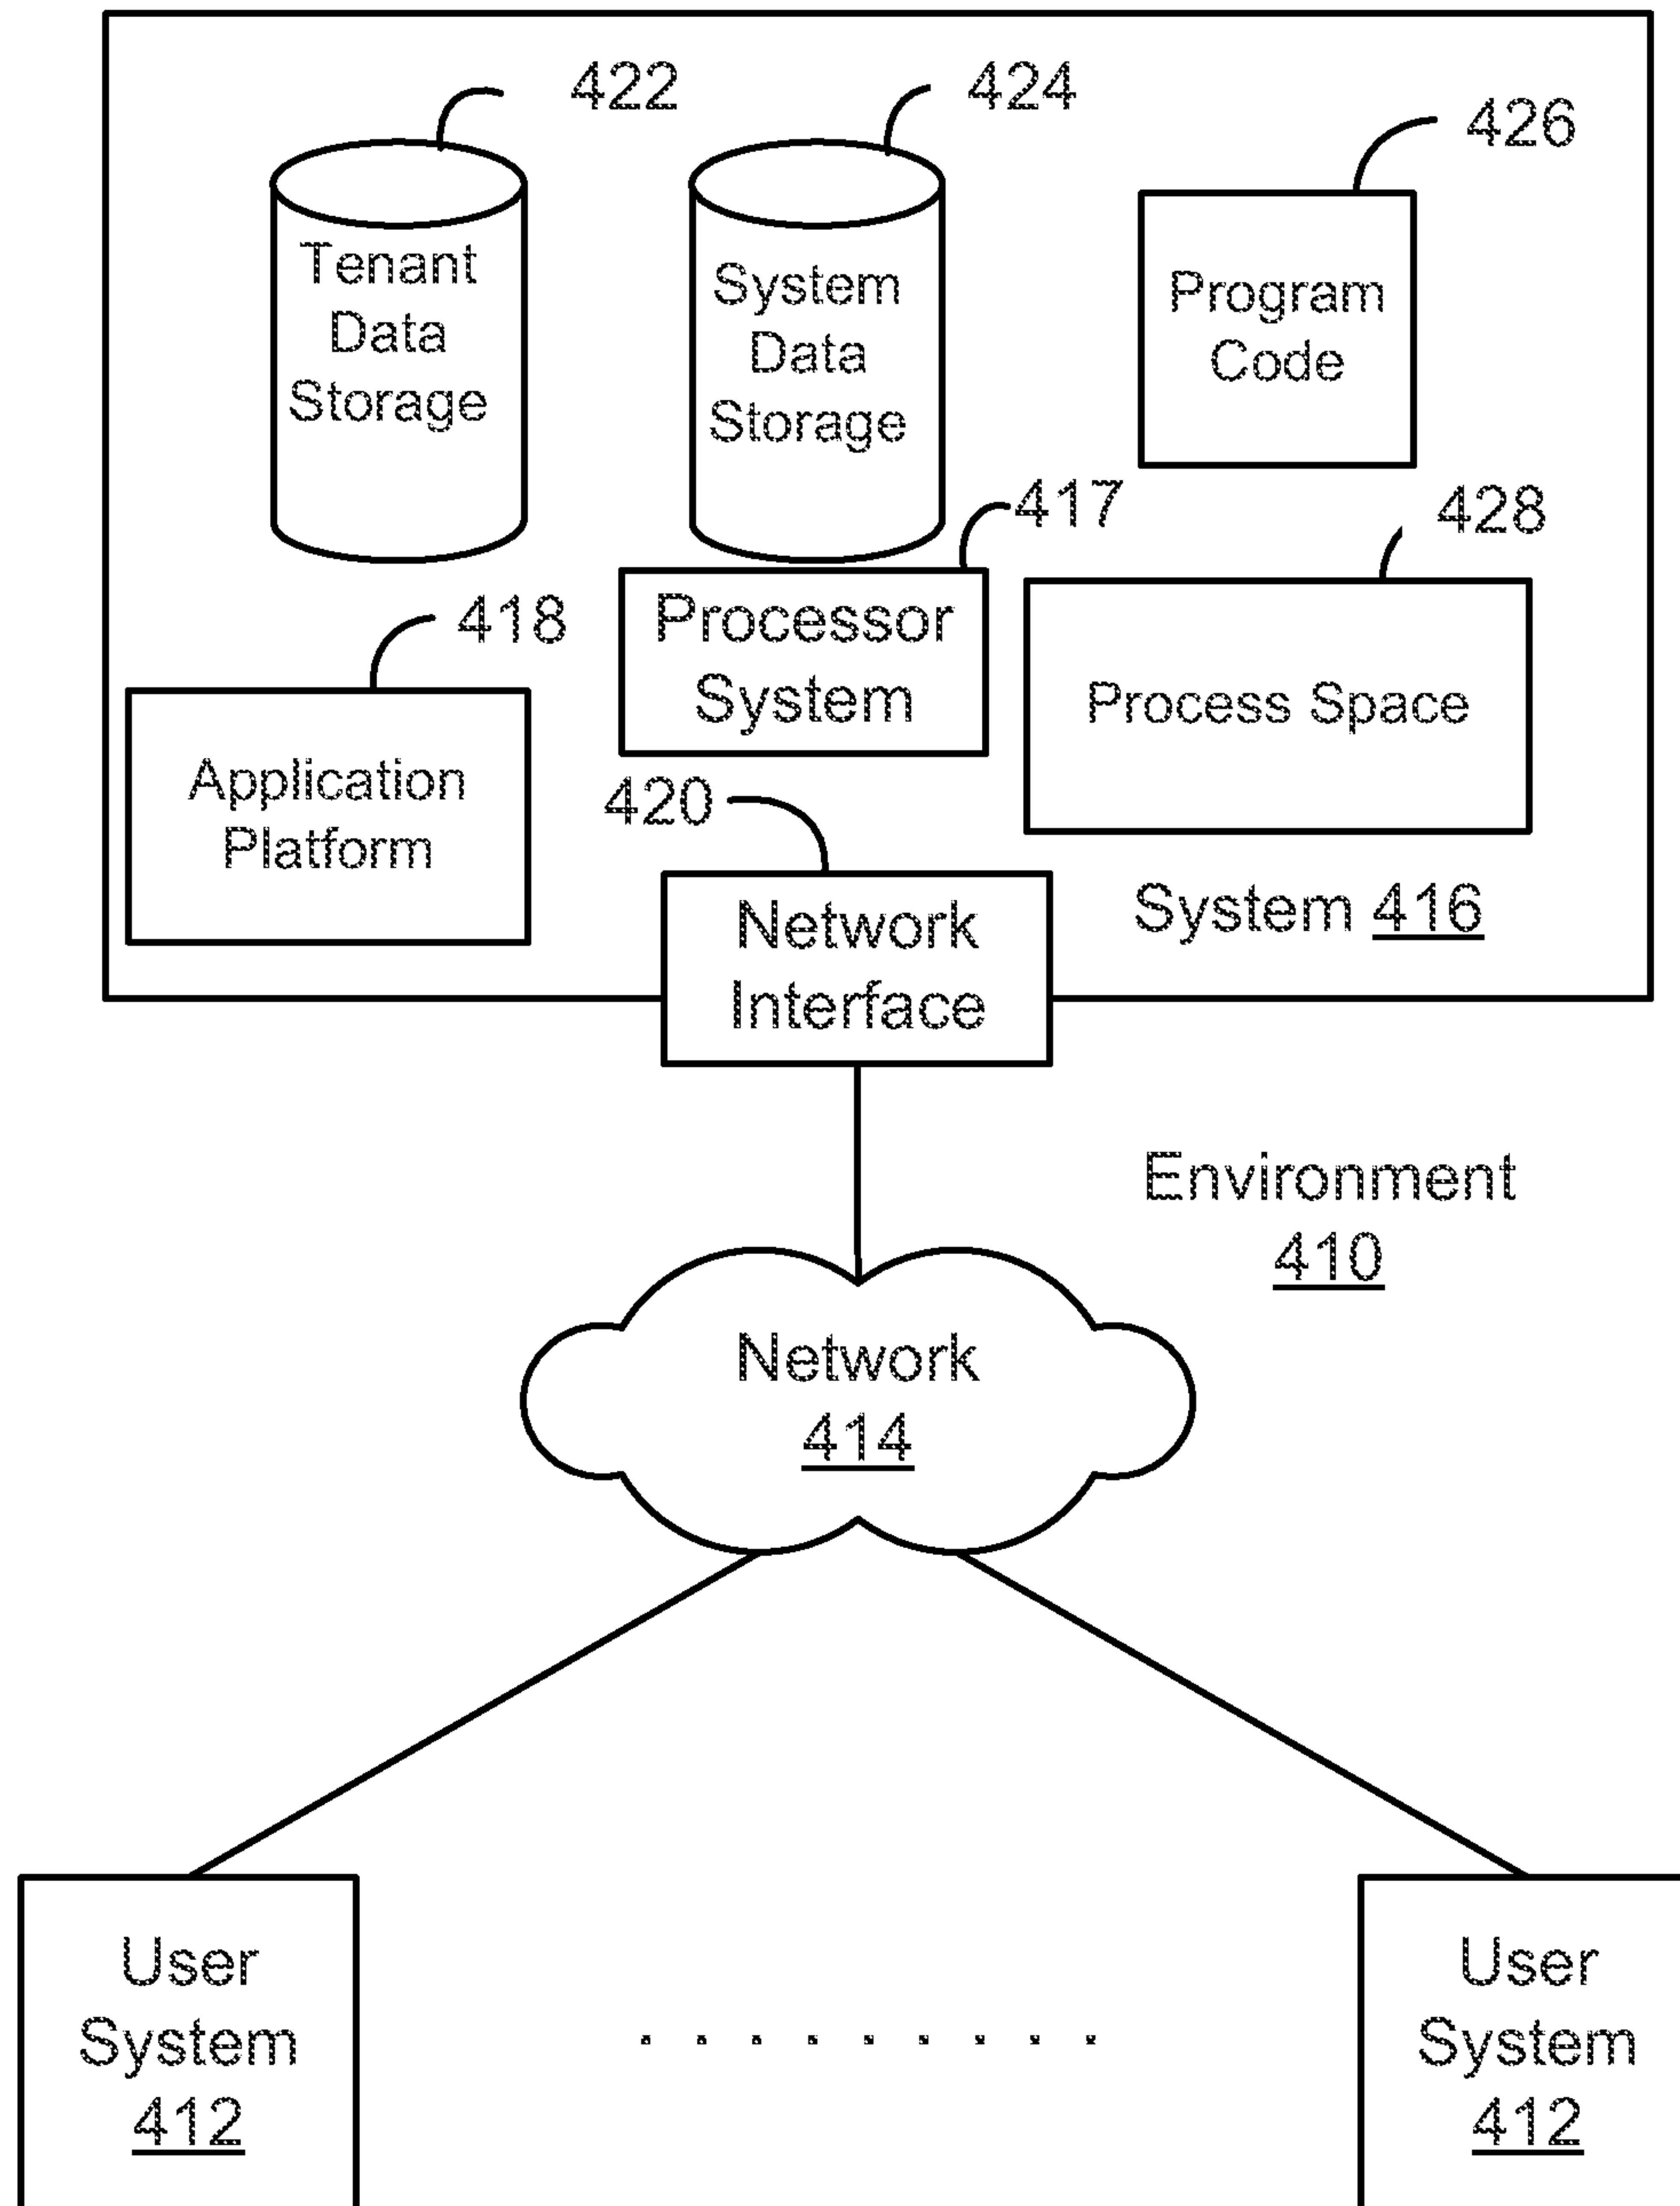 422
424
426
Tenant
Data
Storage
System
Data
Storage
Program
Code
417
428
418
Processor
System
Process Space
Application
Platform
420
Network
Interface
System 416
Environment
410
Network
414
User
System
412
.........
User
System
412